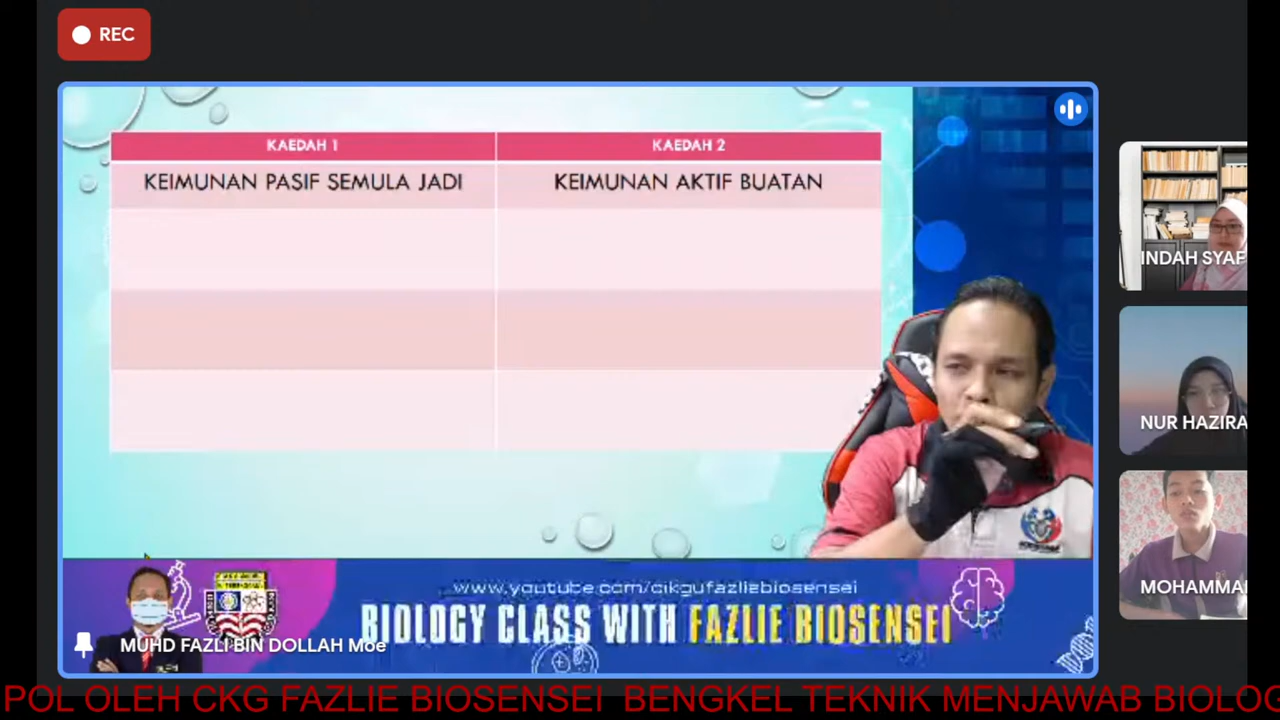 REC
KAEDAH 1
KAEDAH 2
KEIMUNAN PASIF SEMULA JADI
KEIMUNAN AKTIF BUATAN
INDAH SYAF
NUR HAZIRA
MOHAMMA
www.youtube.com/cikgufazliebiosensei
BIOLOGY CLASS WITH FAZLIE BIOSENSEI
MUHD FAZLI BIN DOLLAH Moe
POL OLEH CKG FAZLIE BIOSENSEI BENGKEL TEKNIK MENJAWAB BIOLOG